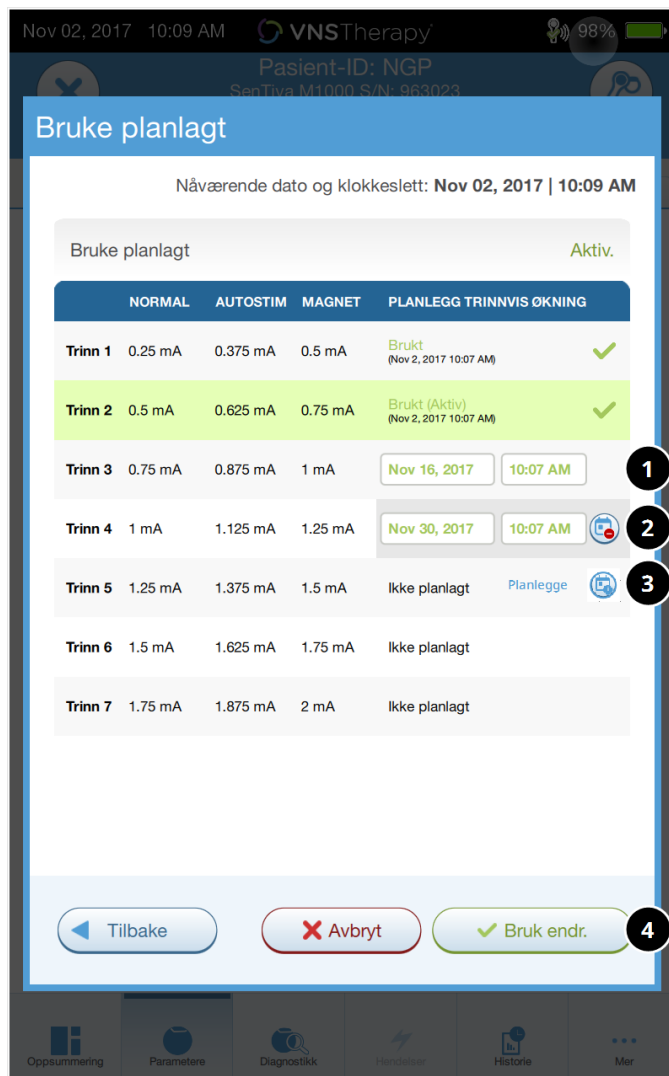 Nov 02, 2017 10:09 AM VNSTherapy 98%
Pasient-ID: NGP
SenTiva M1000 S/N: 963023
Bruke planlagt
Nåværende dato og klokkeslett: Nov 02, 2017 | 10:09 AM
Bruke planlagt Aktiv.
NORMAL AUTOSTIM MAGNET PLANLEGG TRINNVIS ØKNING
Trinn 1 0.25 mA 0.375 mA 0.5 mA Brukt
(Nov 2, 2017 10:07 AM)
Trinn 2 0.5 mA 0.625 mA 0.75 mA Brukt (Aktiv)
(Nov 2, 2017 10:07 AM)
Trinn 3 0.75 mA 0.875 mA 1 mA Nov 16, 2017 10:07 AM 1
Trinn 4 1 mA 1.125 mA 1.25 mA Nov 30, 2017 10:07 AM 2
Trinn 5 1.25 mA 1.375 mA 1.5 mA Ikke planlagt Planlegge 3
Trinn 6 1.5 mA 1.625 mA 1.75 mA Ikke planlagt
Trinn 7 1.75 mA 1.875 mA 2 mA Ikke planlagt
Tilbake Avbryt Bruk endr. 4
Oppsummering Parametere Diagnostikk Hendelser Historie Mer